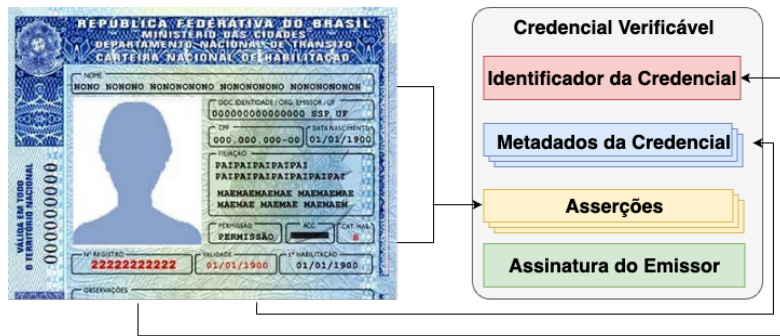 REPÚBLICA FEDERATIVA DO BRASIL
MINISTÉRIO DAS CIDADES
DEPARTAMENTO NACIONAL DE TRÂNSITO
CARTEIRA NACIONAL DE HABILITAÇÃO
NOME
NONO NONONO NONONONONO NONONONONO NONONONONON
DOC. IDENTIDADE / ÓRG. EMISSOR / UF
000000000000000 SSP UF
CPF
DATA NASCIMENTO
000.000.000-00
01/01/1900
FILIAÇÃO
PAIPAIPAIPAIPAI
PAIPAIPAIPAIPAIPAIPAIPAI
MAEMAEMAEMAE MAEMAEMAE
MAEMAE MAEMAE MAEMAEM
PERMISSÃO
ACC
CAT. HAB.
PERMISSÃO
B
Nº REGISTRO
VALIDADE
1ª HABILITAÇÃO
22222222222
01/01/1900
01/01/1900
OBSERVAÇÕES
VÁLIDA EM TODO
O TERRITÓRIO NACIONAL
0000000000
Credencial Verificável
Identificador da Credencial
Metadados da Credencial
Asserções
Assinatura do Emissor